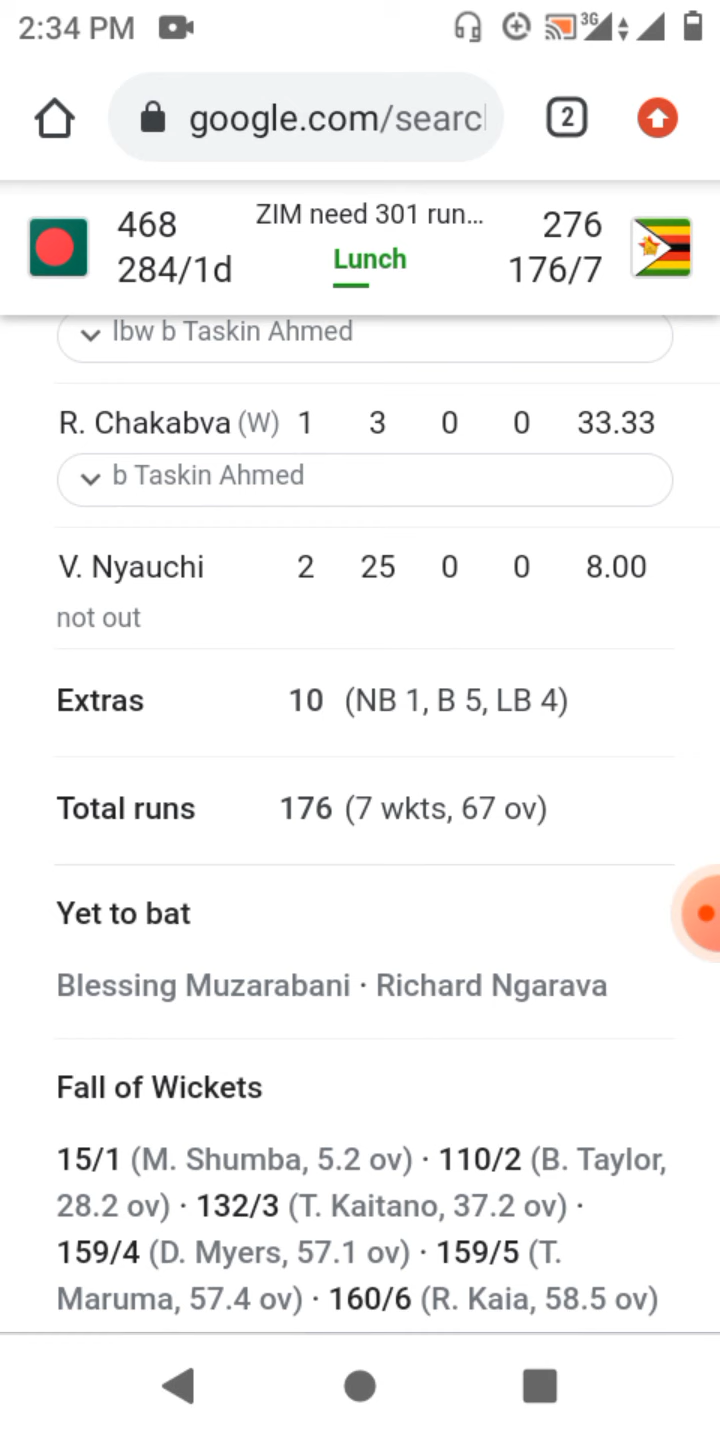 2:34 PM 3G
google.com/searc 2
468 ZIM need 301 run... 276
284/1d Lunch 176/7
lbw b Taskin Ahmed
R. Chakabva (W) 1 3 0 0 33.33
b Taskin Ahmed
V. Nyauchi 2 25 0 0 8.00
not out
Extras 10 (NB 1, B 5, LB 4)
Total runs 176 (7 wkts, 67 ov)
Yet to bat
Blessing Muzarabani · Richard Ngarava
Fall of Wickets
15/1 (M. Shumba, 5.2 ov) · 110/2 (B. Taylor,
28.2 ov) · 132/3 (T. Kaitano, 37.2 ov) ·
159/4 (D. Myers, 57.1 ov) · 159/5 (T.
Maruma, 57.4 ov) · 160/6 (R. Kaia, 58.5 ov)